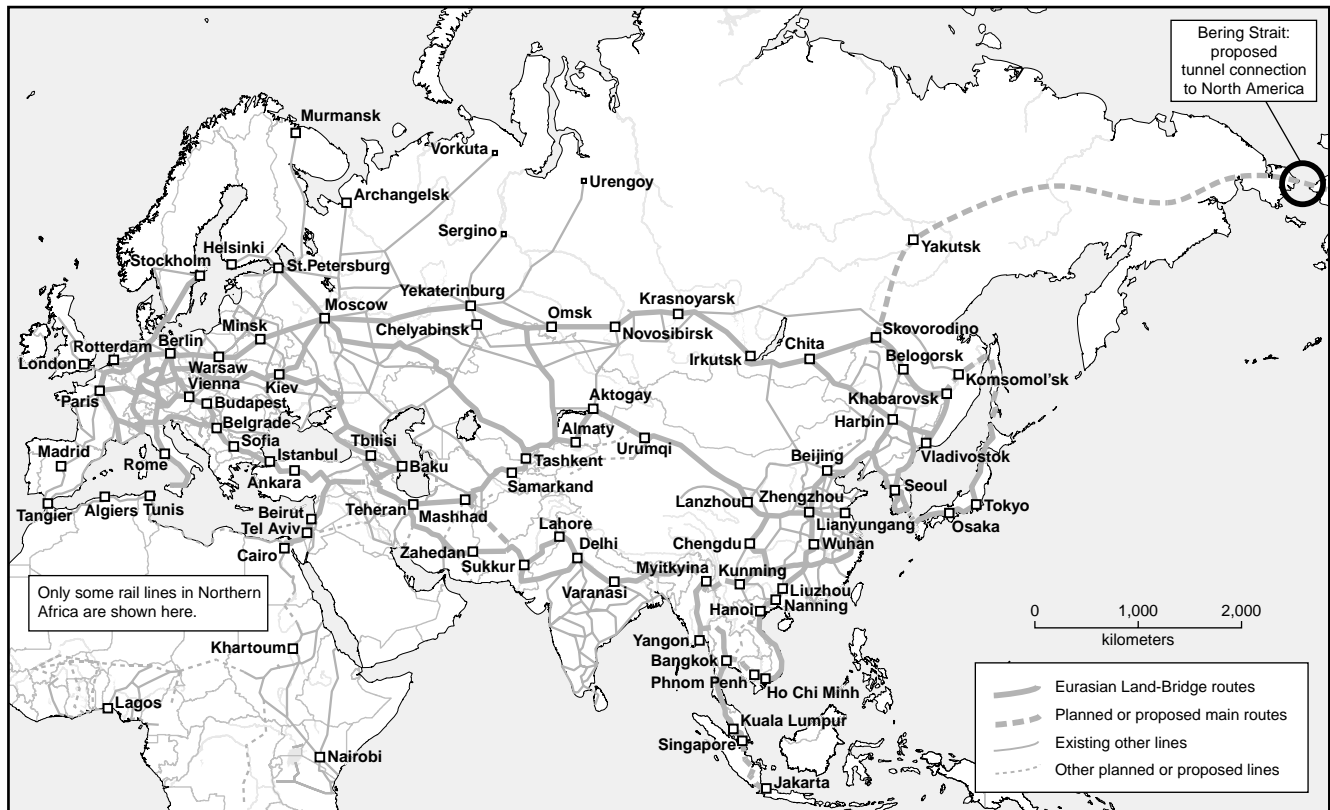 Bering Strait:
proposed
tunnel connection
to North America
Murmansk
Vorkuta
Urengoy
Archangelsk
Sergino
Yakutsk
Helsinki
Stockholm
St.Petersburg
Yekaterinburg
Krasnoyarsk
Moscow
Omsk
Minsk
Chelyabinsk
Novosibirsk
Skovorodino
Berlin
Rotterdam
Chita
London
Irkutsk
Belogorsk
Warsaw
Komsomol'sk
Vienna
Kiev
Paris
Aktogay
Khabarovsk
Budapest
Harbin
Belgrade
Almaty
Sofia
Tbilisi
Urumqi
Madrid
Istanbul
Beijing
Vladivostok
Rome
Baku
Tashkent
Ankara
Samarkand
Seoul
Lanzhou
Zhengzhou
Tokyo
Tangier
Algiers
Tunis
Beirut
Teheran
Mashhad
Lianyungang
Osaka
Tel Aviv
Lahore
Chengdu
Wuhan
Cairo
Zahedan
Delhi
Sukkur
Myitkyina
Kunming
Varanasi
Liuzhou
Nanning
Hanoi
Only some rail lines in Northern
Africa are shown here.
0 1,000 2,000
kilometers
Khartoum
Yangon
Bangkok
Phnom Penh
Ho Chi Minh
Lagos
Kuala Lumpur
Singapore
Nairobi
Jakarta
Eurasian Land-Bridge routes
Planned or proposed main routes
Existing other lines
Other planned or proposed lines